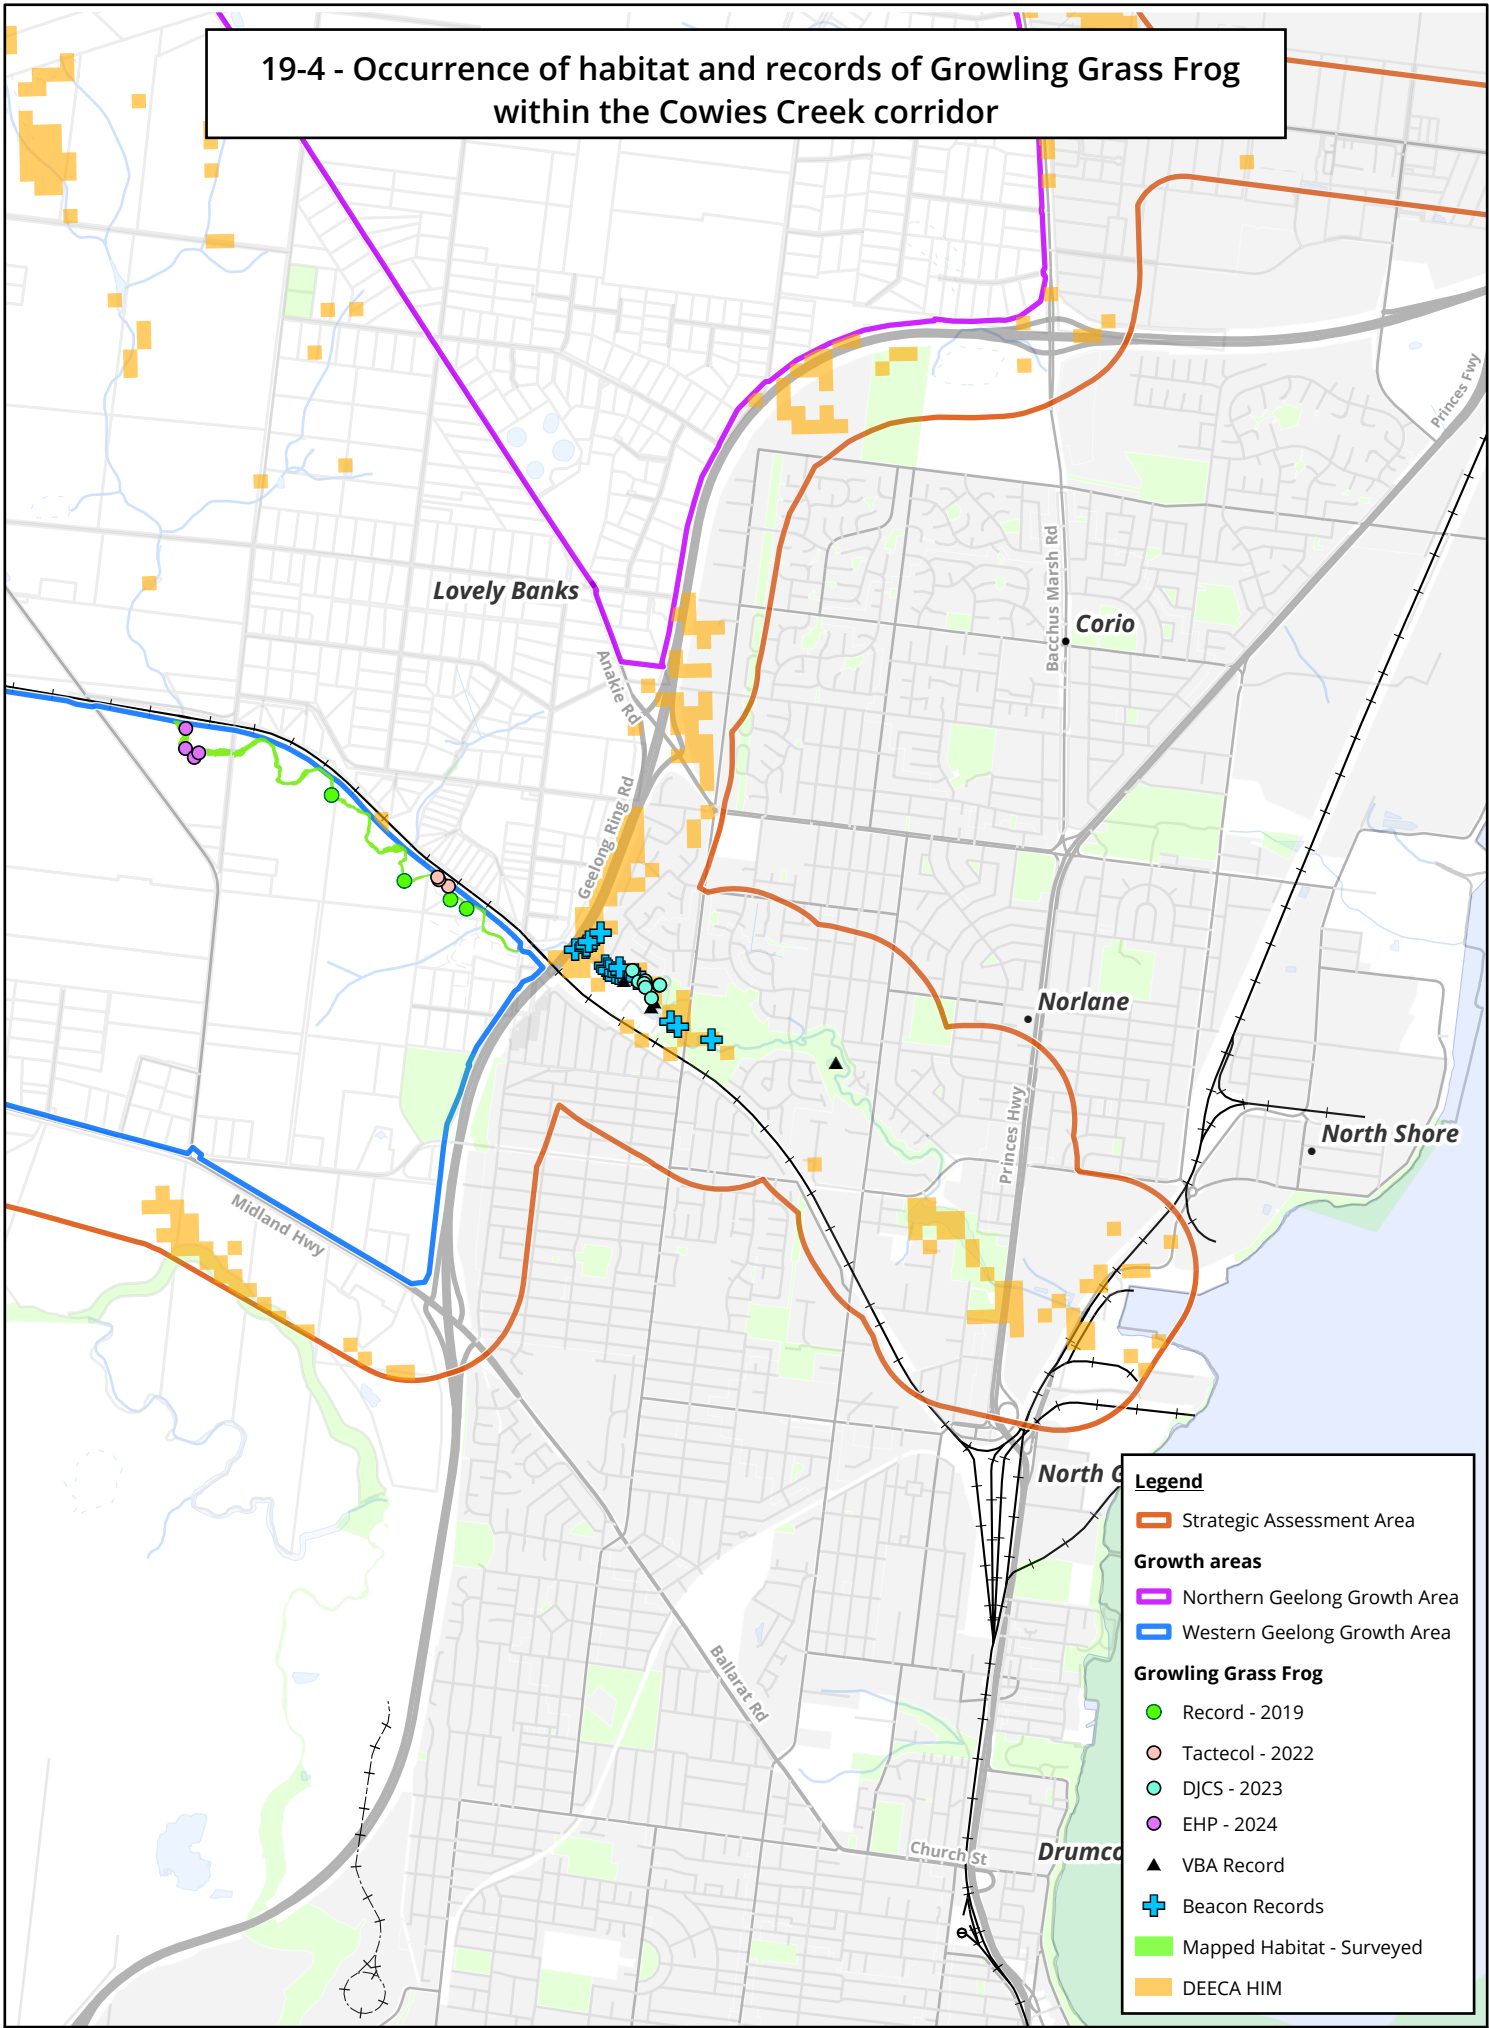 19-4 - Occurrence of habitat and records of Growling Grass Frog
within the Cowies Creek corridor
Princes Fwy
Bacchus Marsh Rd
Lovely Banks
Corio
Anakie Rd
Geelong Ring Rd
Norlane
Princes Hwy
North Shore
Midland Hwy
North G
Ballarat Rd
Church St
Drumco
Legend
Strategic Assessment Area
Growth areas
Northern Geelong Growth Area
Western Geelong Growth Area
Growling Grass Frog
Record - 2019
Tactecol - 2022
DJCS - 2023
EHP - 2024
VBA Record
Beacon Records
Mapped Habitat - Surveyed
DEECA HIM